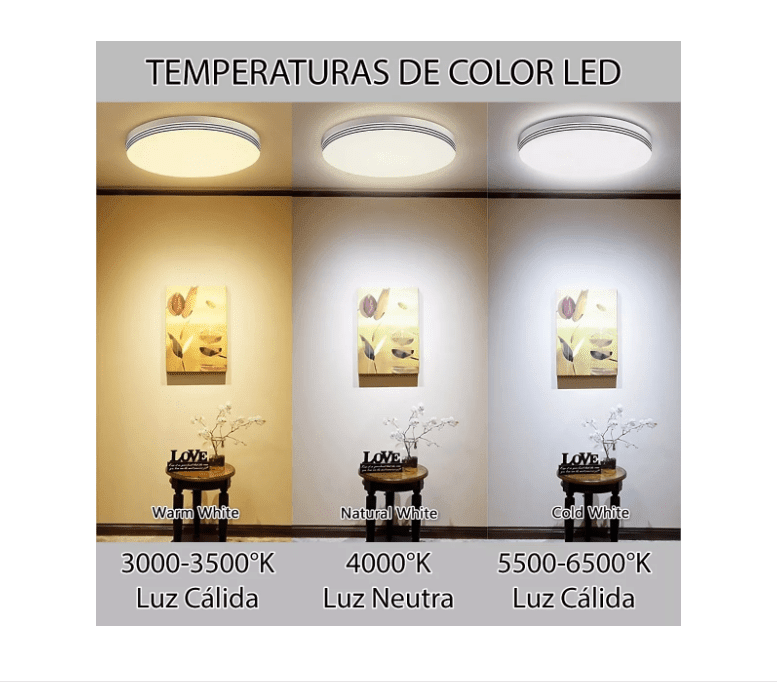 TEMPERATURAS DE COLOR LED
LOVE
LOVE
LOVE
Warm White
Natural White
Cold White
3000-3500°K
4000°K
5500-6500°K
Luz Cálida
Luz Neutra
Luz Cálida